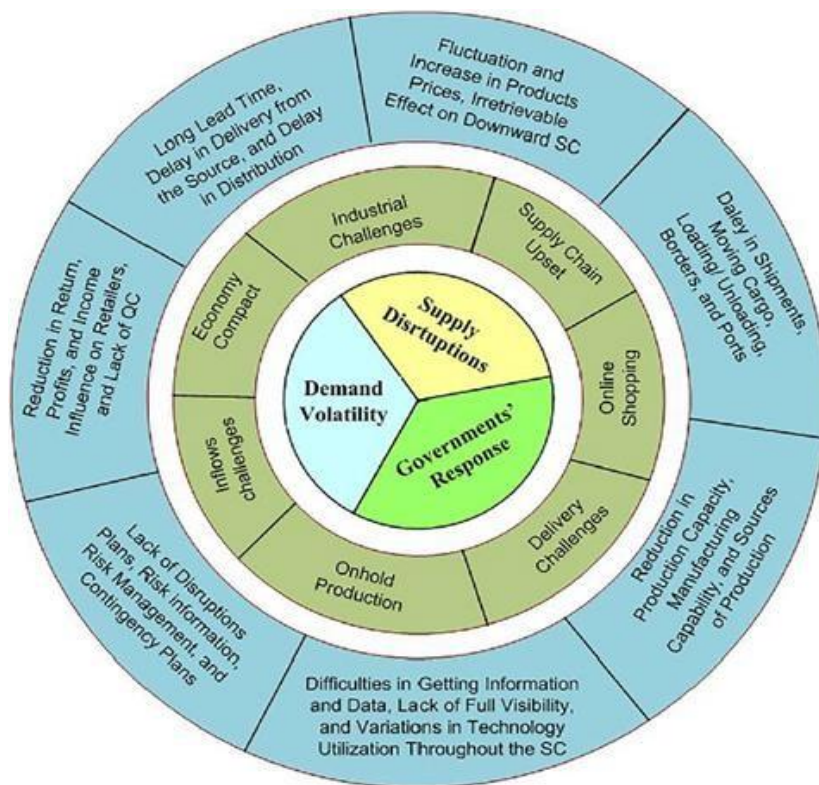 Fluctuation and
Increase in Products
Prices, Irretrievable
Effect on Downward SC
Daley in Shipments,
Moving Cargo,
Loading/ Unloading,
Borders, and Ports
Reduction in
Production Capacity,
Manufacturing
Capability, and Sources
of Production
Difficulties in Getting Information
and Data, Lack of Full Visibility,
and Variations in Technology
Utilization Throughout the SC
Lack of Disruptions
Plans, Risk information,
Risk Management, and
Contingency Plans
Reduction in Return,
Profits, and Income
Influence on Retailers,
and Lack of QC
Long Lead Time,
Delay in Delivery from
the Source, and Delay
in Distribution
Industrial
Challenges
Supply Chain
Upset
Online
Shopping
Delivery
Challenges
Onhold
Production
Inflows
challenges
Economy
Compact
Supply
Disrtuptions
Governments'
Response
Demand
Volatility